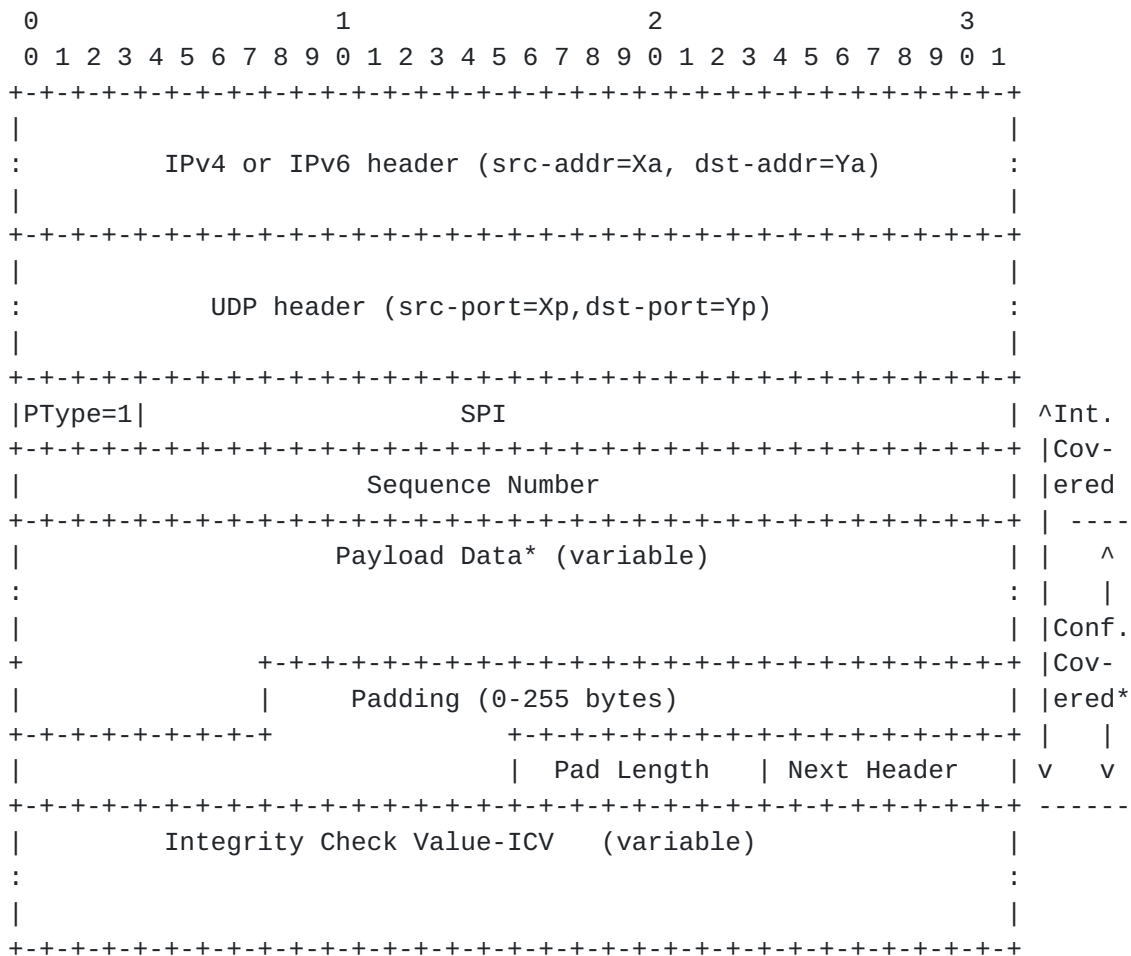 0                   1                   2                   3
 0 1 2 3 4 5 6 7 8 9 0 1 2 3 4 5 6 7 8 9 0 1 2 3 4 5 6 7 8 9 0 1
+-+-+-+-+-+-+-+-+-+-+-+-+-+-+-+-+-+-+-+-+-+-+-+-+-+-+-+-+-+-+-+-+
|                                                               |
:         IPv4 or IPv6 header (src-addr=Xa, dst-addr=Ya)        :
|                                                               |
+-+-+-+-+-+-+-+-+-+-+-+-+-+-+-+-+-+-+-+-+-+-+-+-+-+-+-+-+-+-+-+-+
|                                                               |
:            UDP header (src-port=Xp,dst-port=Yp)               :
|                                                               |
+-+-+-+-+-+-+-+-+-+-+-+-+-+-+-+-+-+-+-+-+-+-+-+-+-+-+-+-+-+-+-+-+
|PType=1|                    SPI                                | ^Int.
+-+-+-+-+-+-+-+-+-+-+-+-+-+-+-+-+-+-+-+-+-+-+-+-+-+-+-+-+-+-+-+-+ |Cov-
|                      Sequence Number                          | |ered
+-+-+-+-+-+-+-+-+-+-+-+-+-+-+-+-+-+-+-+-+-+-+-+-+-+-+-+-+-+-+-+-+ | ----
|                    Payload Data* (variable)                   | |   ^
:                                                               : |   |
|                                                               | |Conf.
+               +-+-+-+-+-+-+-+-+-+-+-+-+-+-+-+-+-+-+-+-+-+-+-+-+ |Cov-
|               |     Padding (0-255 bytes)                     | |ered*
+-+-+-+-+-+-+-+-+               +-+-+-+-+-+-+-+-+-+-+-+-+-+-+-+-+ |   |
|                               |  Pad Length   | Next Header   | v   v
+-+-+-+-+-+-+-+-+-+-+-+-+-+-+-+-+-+-+-+-+-+-+-+-+-+-+-+-+-+-+-+-+ ------
|         Integrity Check Value-ICV   (variable)                |
:                                                               :
|                                                               |
+-+-+-+-+-+-+-+-+-+-+-+-+-+-+-+-+-+-+-+-+-+-+-+-+-+-+-+-+-+-+-+-+